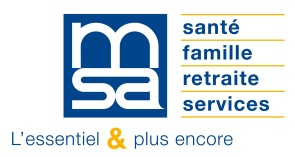 msa
santé
famille
retraite
services
L'essentiel & plus encore